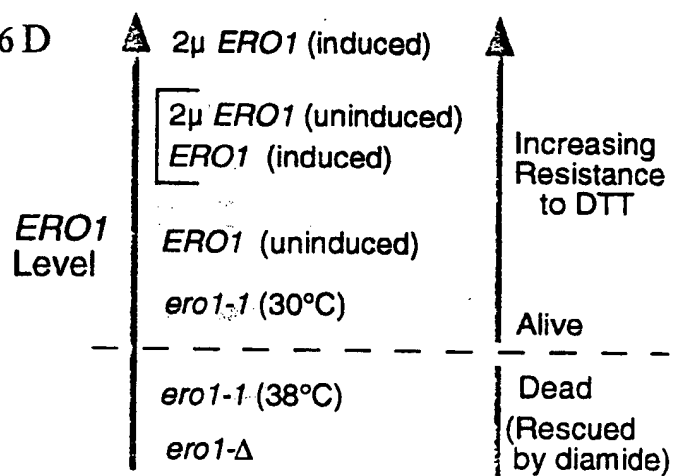 6 D
2μ ERO1 (induced)
2μ ERO1 (uninduced)
ERO1 (induced)
Increasing
Resistance
to DTT
ERO1
Level
ERO1 (uninduced)
ero1-1 (30°C)
Alive
ero1-1 (38°C)
Dead
(Rescued
by diamide)
ero1-Δ